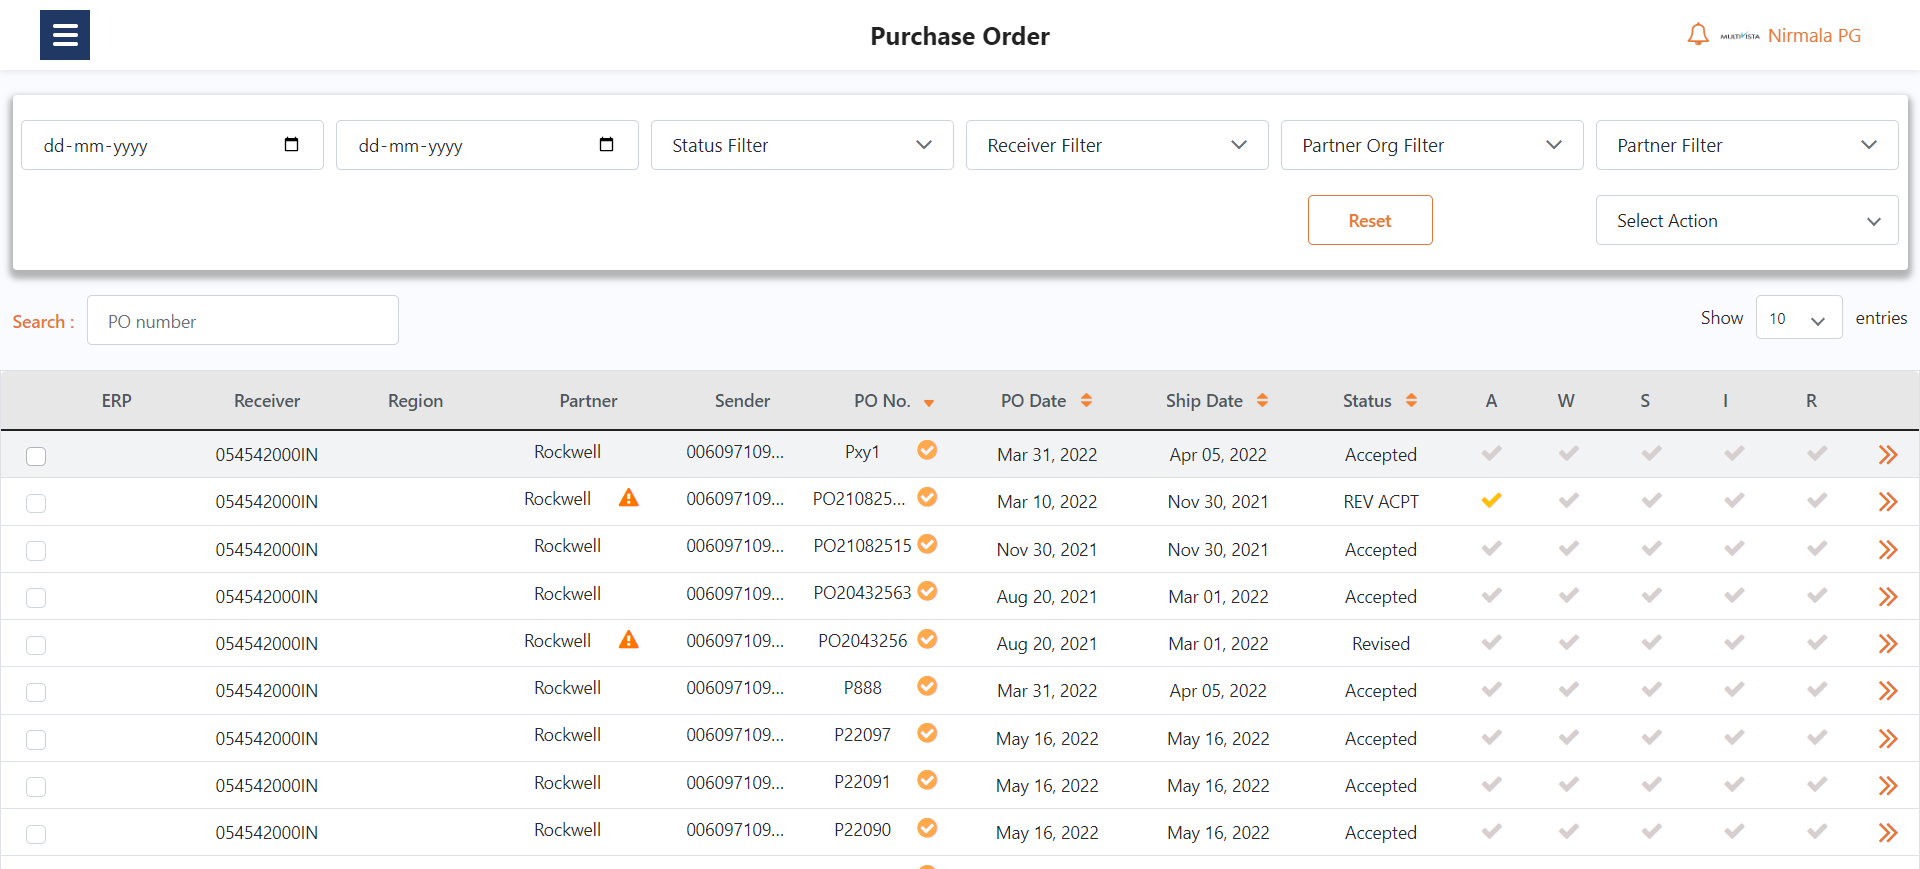 Purchase Order
MULTIVISTA Nirmala PG
dd-mm-yyyy dd-mm-yyyy Status Filter Receiver Filter Partner Org Filter Partner Filter
Reset Select Action
Search : PO number Show 10 entries
ERP Receiver Region Partner Sender PO No. PO Date Ship Date Status A W S I R
054542000IN Rockwell 006097109... Pxy1 Mar 31, 2022 Apr 05, 2022 Accepted
054542000IN Rockwell 006097109... PO210825... Mar 10, 2022 Nov 30, 2021 REV ACPT
054542000IN Rockwell 006097109... PO21082515 Nov 30, 2021 Nov 30, 2021 Accepted
054542000IN Rockwell 006097109... PO20432563 Aug 20, 2021 Mar 01, 2022 Accepted
054542000IN Rockwell 006097109... PO2043256 Aug 20, 2021 Mar 01, 2022 Revised
054542000IN Rockwell 006097109... P888 Mar 31, 2022 Apr 05, 2022 Accepted
054542000IN Rockwell 006097109... P22097 May 16, 2022 May 16, 2022 Accepted
054542000IN Rockwell 006097109... P22091 May 16, 2022 May 16, 2022 Accepted
054542000IN Rockwell 006097109... P22090 May 16, 2022 May 16, 2022 Accepted